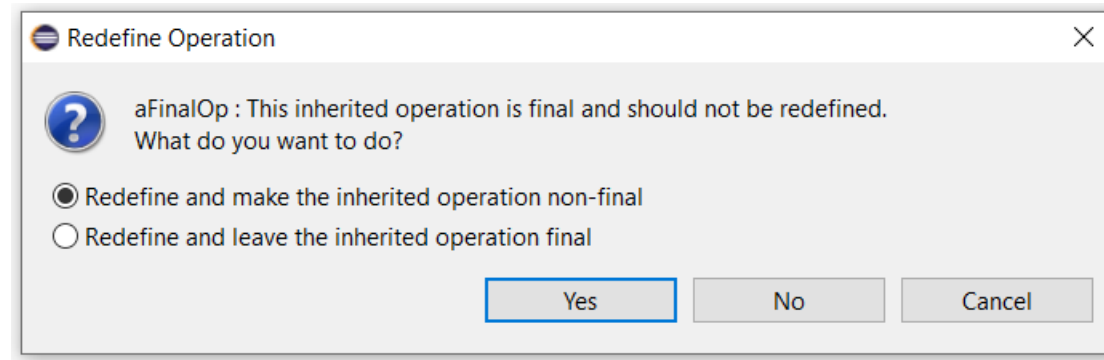 Redefine Operation
aFinalOp : This inherited operation is final and should not be redefined.
What do you want to do?
Redefine and make the inherited operation non-final
Redefine and leave the inherited operation final
Yes No Cancel